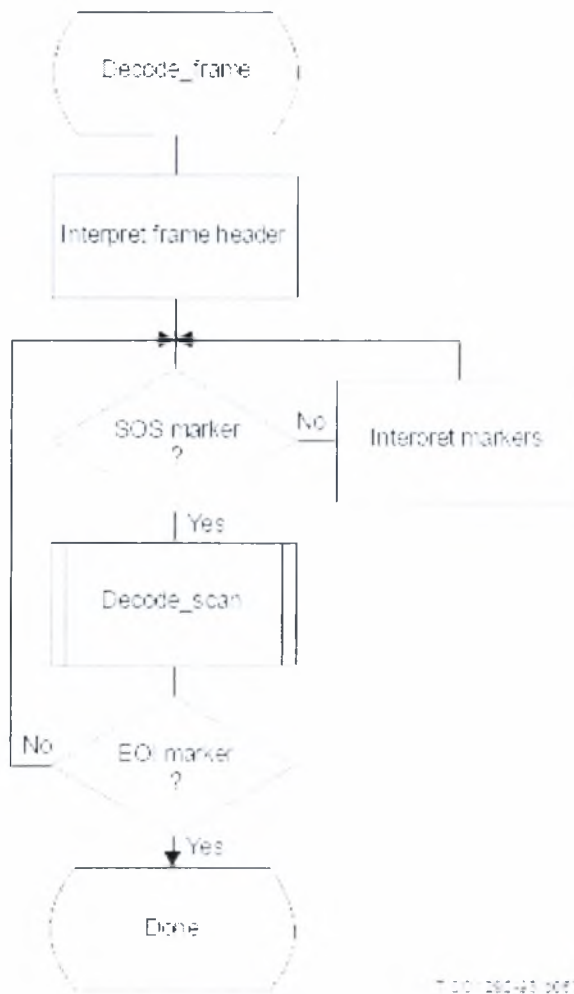 Decode_frame
Interpret frame header
SOS marker
?
No
Interpret markers
Yes
Decode_scan
No
EOI marker
?
Yes
Done